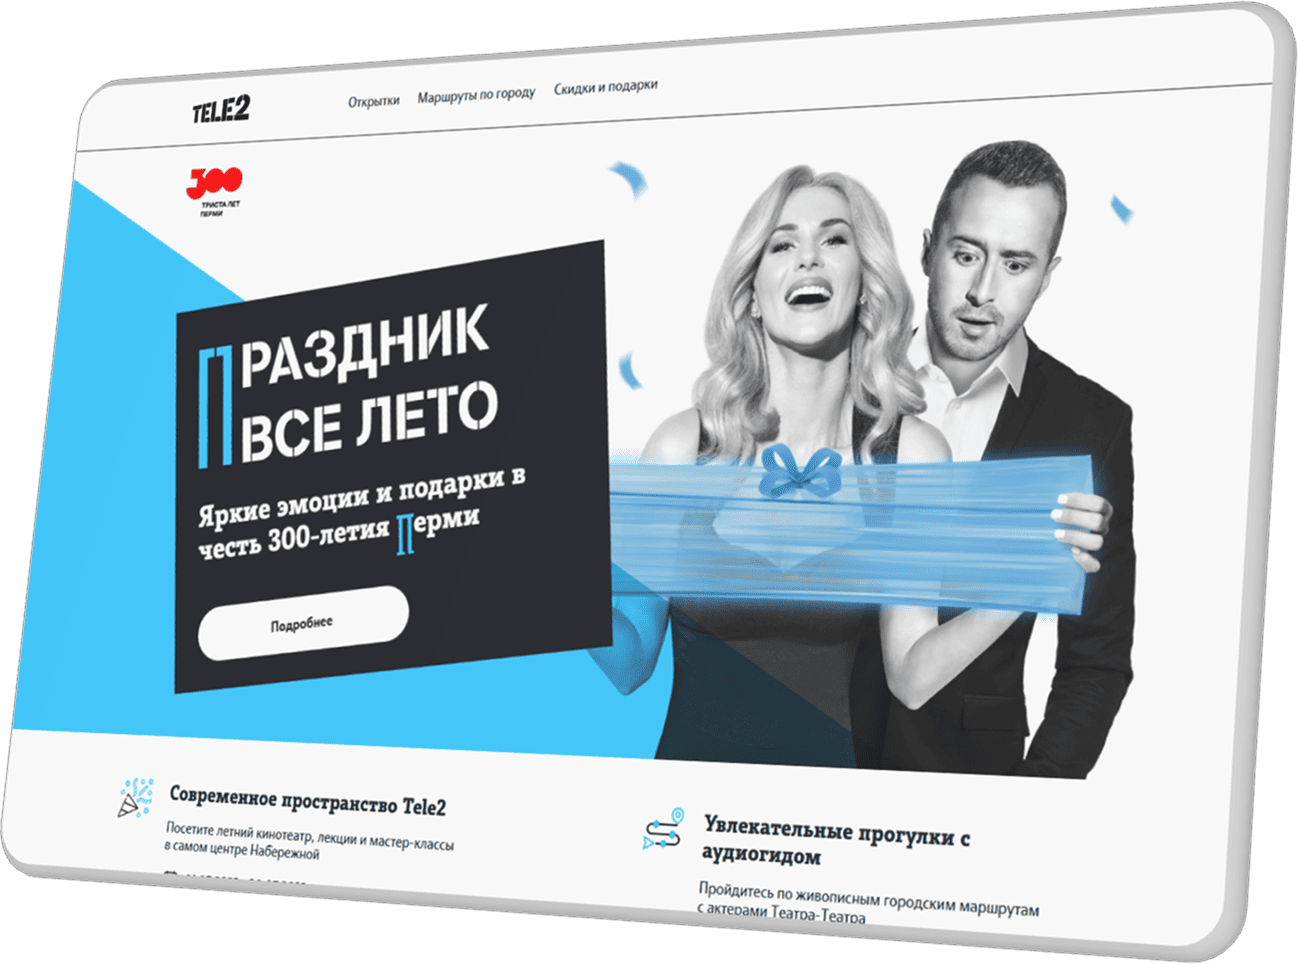 TELE2
Открытки Маршруты по городу Скидки и подарки
300
ТРИСТА ЛЕТ
ПЕРМИ
ПРАЗДНИК
ВСЕ ЛЕТО
Яркие эмоции и подарки в
честь 300-летия Перми
Подробнее
Современное пространство Tele2
Посетите летний кинотеатр, лекции и мастер-классы
в самом центре Набережной
Увлекательные прогулки с
аудиогидом
Пройдитесь по живописным городским маршрутам
с актерами Театра-Театра